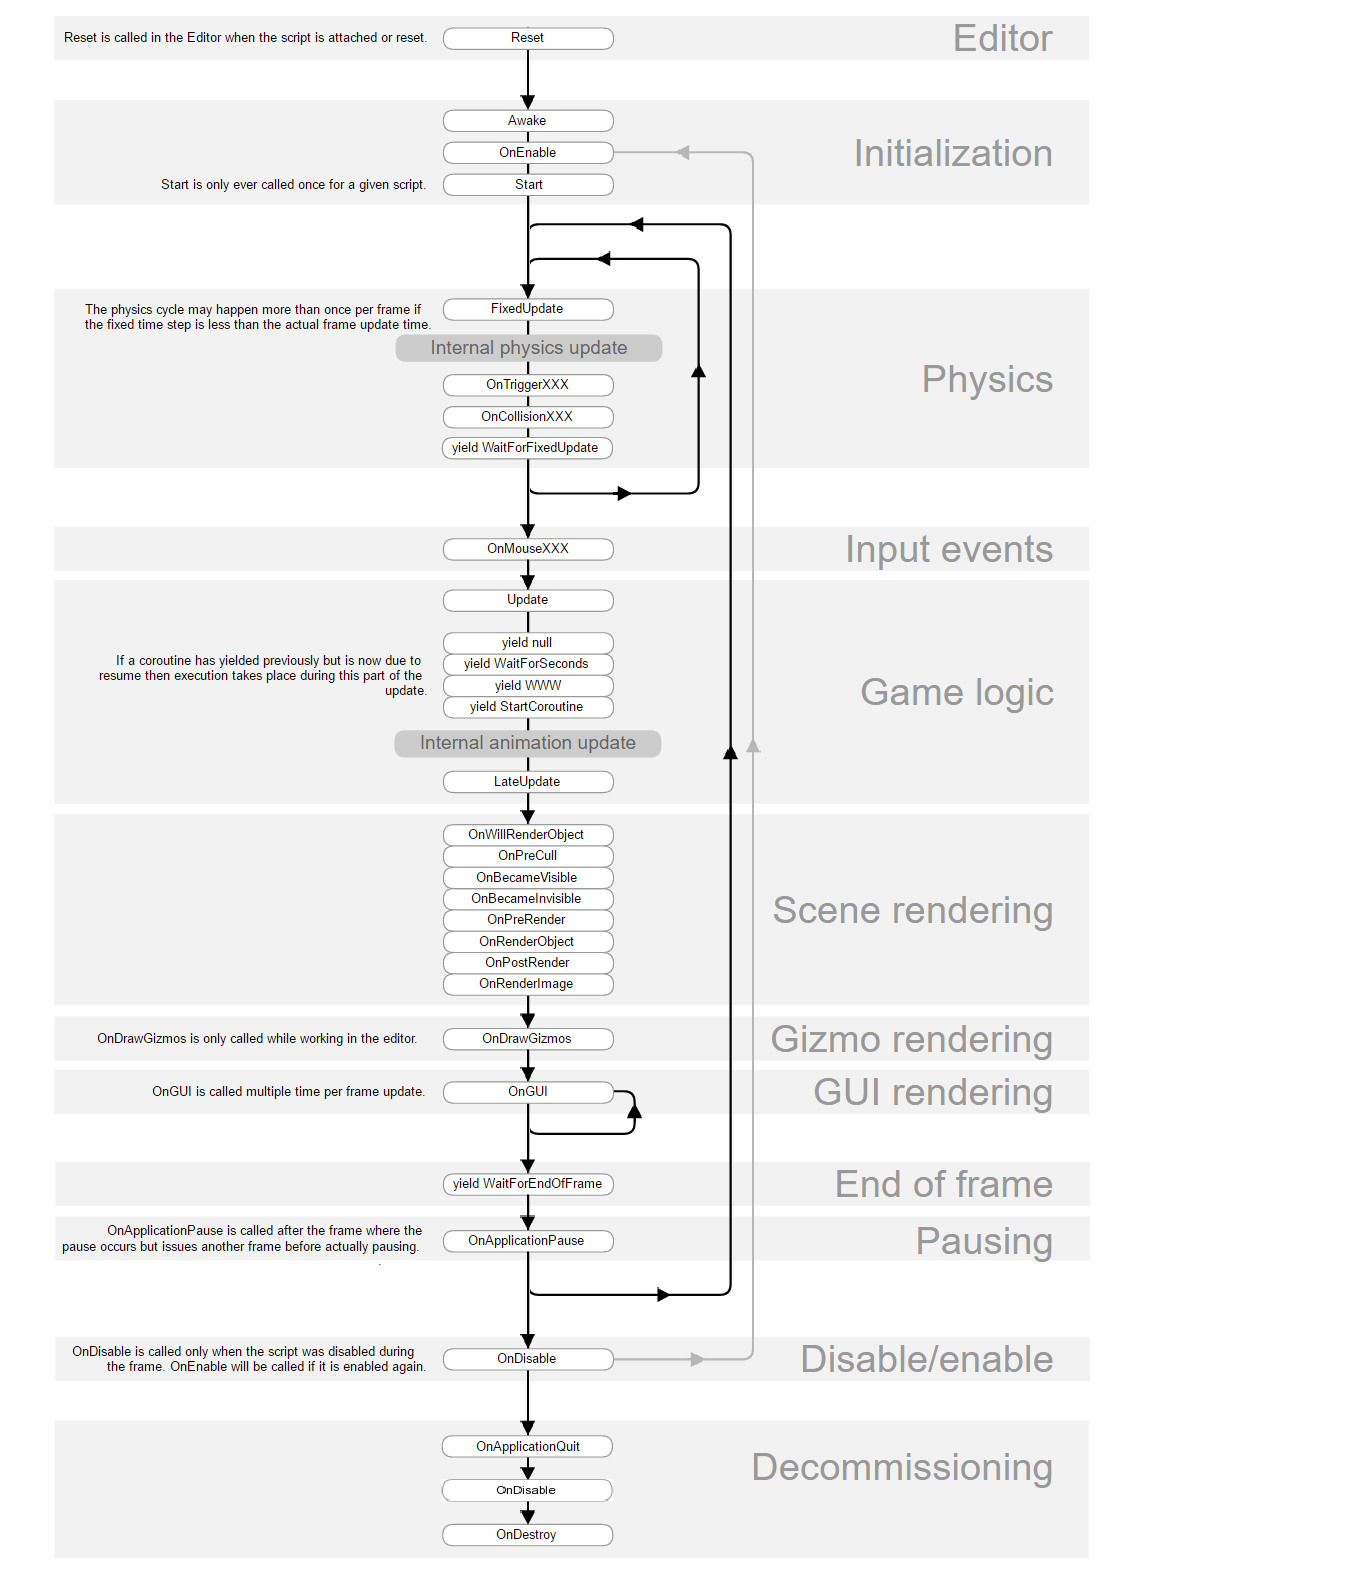 Reset is called in the Editor when the script is attached or reset.
Reset
Editor
Awake
OnEnable
Initialization
Start is only ever called once for a given script.
Start
The physics cycle may happen more than once per frame if
the fixed time step is less than the actual frame update time.
FixedUpdate
Internal physics update
Physics
OnTriggerXXX
OnCollisionXXX
yield WaitForFixedUpdate
OnMouseXXX
Input events
Update
yield null
If a coroutine has yielded previously but is now due to
resume then execution takes place during this part of the
update.
yield WaitForSeconds
yield WWW
yield StartCoroutine
Game logic
Internal animation update
LateUpdate
OnWillRenderObject
OnPreCull
OnBecameVisible
OnBecameInvisible
OnPreRender
OnRenderObject
OnPostRender
OnRenderImage
Scene rendering
OnDrawGizmos is only called while working in the editor.
OnDrawGizmos
Gizmo rendering
OnGUI is called multiple time per frame update.
OnGUI
GUI rendering
yield WaitForEndOfFrame
End of frame
OnApplicationPause is called after the frame where the
pause occurs but issues another frame before actually pausing.
.
OnApplicationPause
Pausing
OnDisable is called only when the script was disabled during
the frame. OnEnable will be called if it is enabled again.
OnDisable
Disable/enable
OnApplicationQuit
Decommissioning
OnDisable
OnDestroy